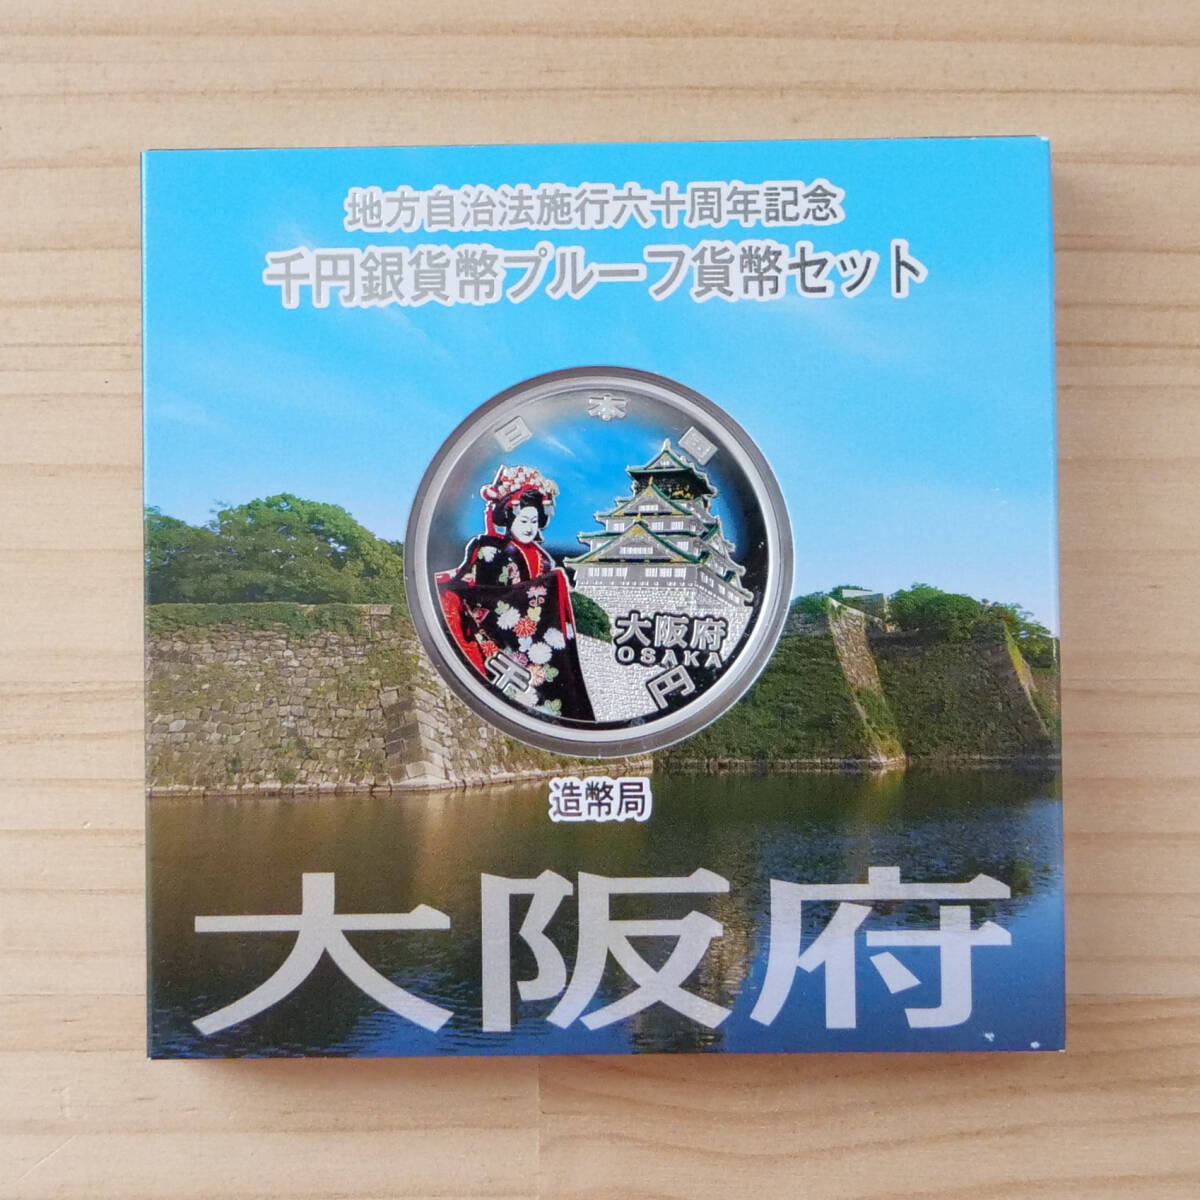 地方自治法施行六十周年記念
千円銀貨幣プルーフ貨幣セット
日本国
大阪府
OSAKA
千円
造幣局
大阪府